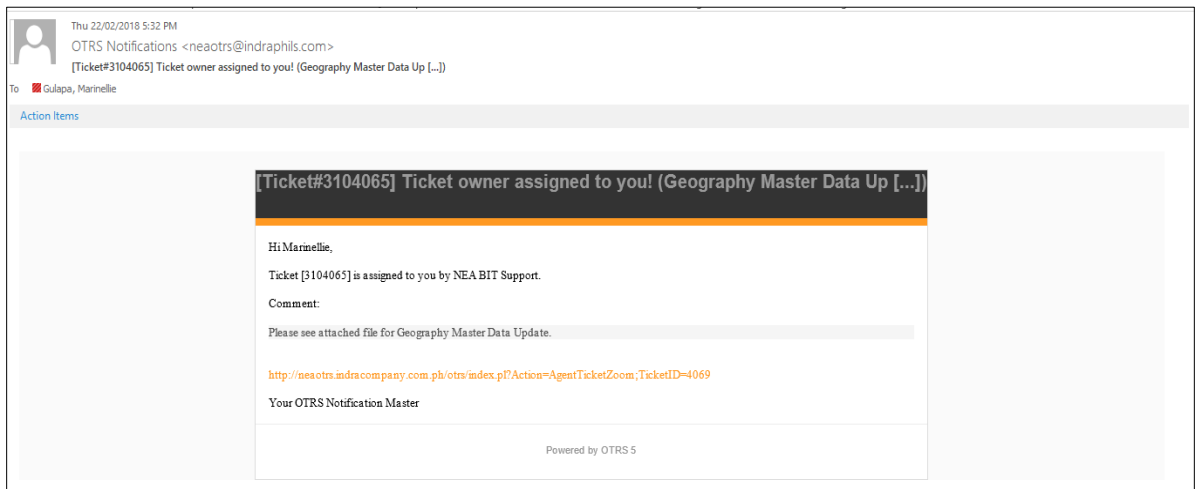 Thu 22/02/2018 5:32 PM
OTRS Notifications <neaotrs@indraphils.com>
[Ticket#3104065] Ticket owner assigned to you! (Geography Master Data Up [...])
To Gulapa, Marinellie
Action Items
[Ticket#3104065] Ticket owner assigned to you! (Geography Master Data Up [...])
Hi Marinellie,
Ticket [3104065] is assigned to you by NEA BIT Support.
Comment:
Please see attached file for Geography Master Data Update.
http://neaotrs.indracompany.com.ph/otrs/index.pl?Action=AgentTicketZoom;TicketID=4069
Your OTRS Notification Master
Powered by OTRS 5